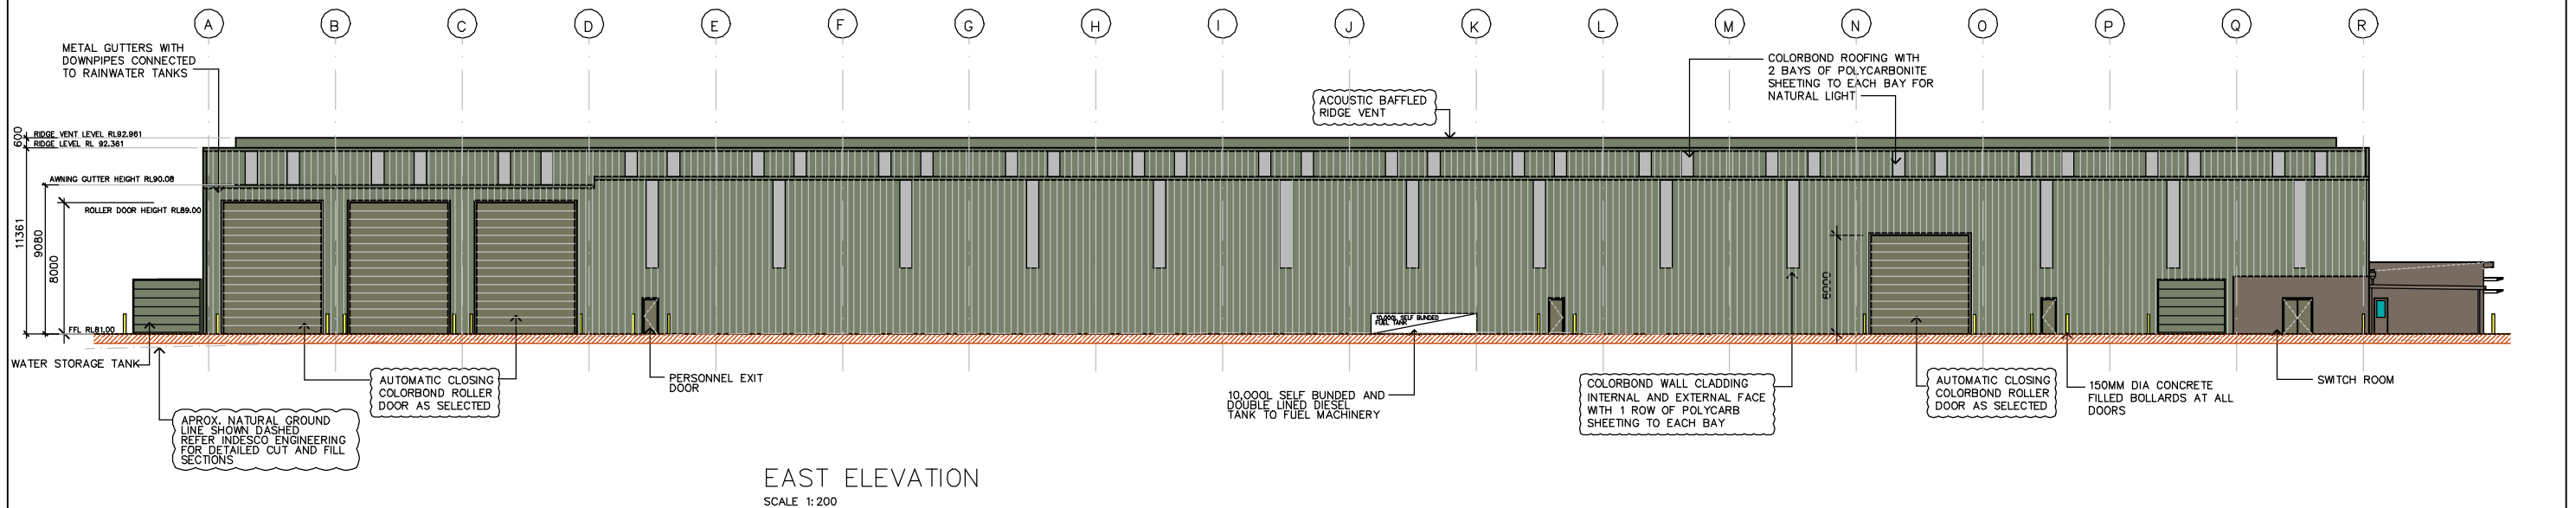 A B C D E F G H I J K L M N O P Q R
METAL GUTTERS WITH
DOWNPIPES CONNECTED
TO RAINWATER TANKS
COLORBOND ROOFING WITH
2 BAYS OF POLYCARBONITE
SHEETING TO EACH BAY FOR
NATURAL LIGHT
ACOUSTIC BAFFLED
RIDGE VENT
600
RIDGE VENT LEVEL RL92.961
RIDGE LEVEL RL 92.361
AWNING GUTTER HEIGHT RL90.08
ROLLER DOOR HEIGHT RL89.00
11361
9080
8000
6000
FFL RL81.00
10,000L SELF BUNDED
FUEL TANK
WATER STORAGE TANK
AUTOMATIC CLOSING
COLORBOND ROLLER
DOOR AS SELECTED
PERSONNEL EXIT
DOOR
10,000L SELF BUNDED AND
DOUBLE LINED DIESEL
TANK TO FUEL MACHINERY
COLORBOND WALL CLADDING
INTERNAL AND EXTERNAL FACE
WITH 1 ROW OF POLYCARB
SHEETING TO EACH BAY
AUTOMATIC CLOSING
COLORBOND ROLLER
DOOR AS SELECTED
150MM DIA CONCRETE
FILLED BOLLARDS AT ALL
DOORS
SWITCH ROOM
APROX. NATURAL GROUND
LINE SHOWN DASHED
REFER INDESCO ENGINEERING
FOR DETAILED CUT AND FILL
SECTIONS
EAST ELEVATION
SCALE 1:200